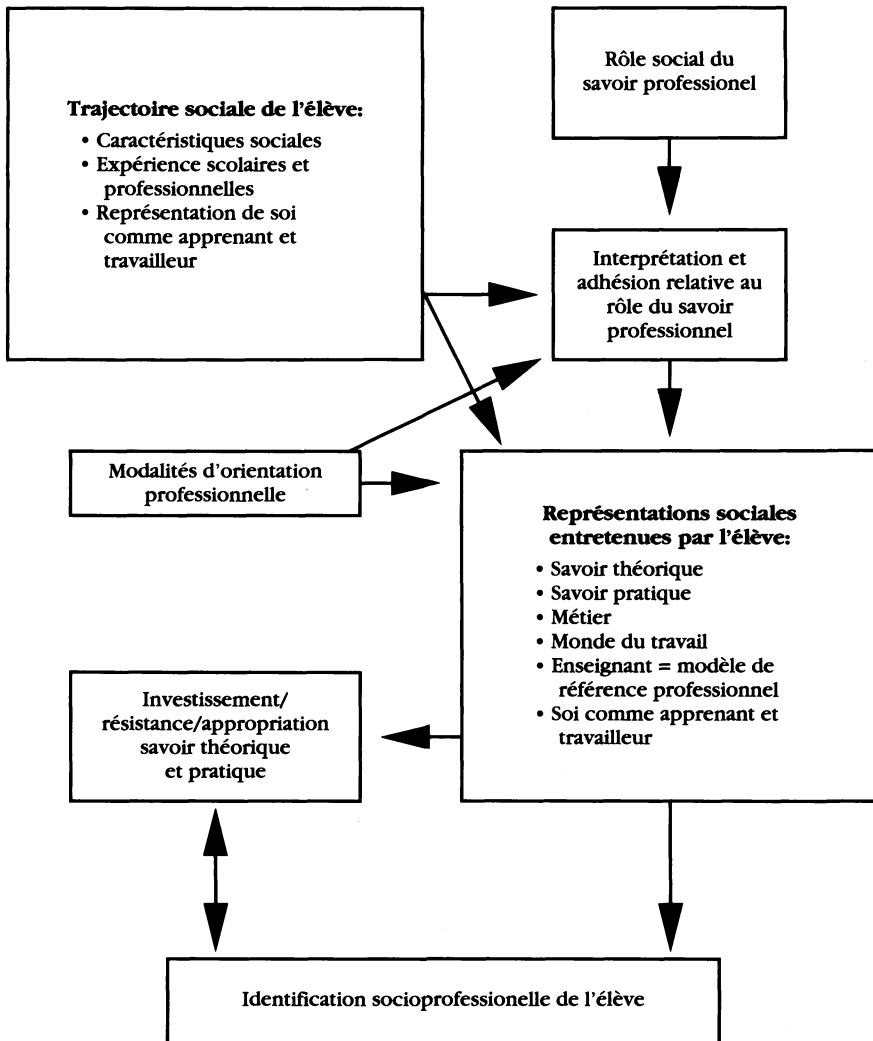 Trajectoire sociale de l'élève:
• Caractéristiques sociales
• Expérience scolaires et
professionnelles
• Représentation de soi
comme apprenant et
travailleur
Rôle social du
savoir professionel
Interprétation et
adhésion relative au
rôle du savoir
professionnel
Modalités d'orientation
professionnelle
Représentations sociales
entretenues par l'élève:
• Savoir théorique
• Savoir pratique
• Métier
• Monde du travail
• Enseignant = modèle de
référence professionnel
• Soi comme apprenant et
travailleur
Investissement/
résistance/appropriation
savoir théorique
et pratique
Identification socioprofessionelle de l'élève